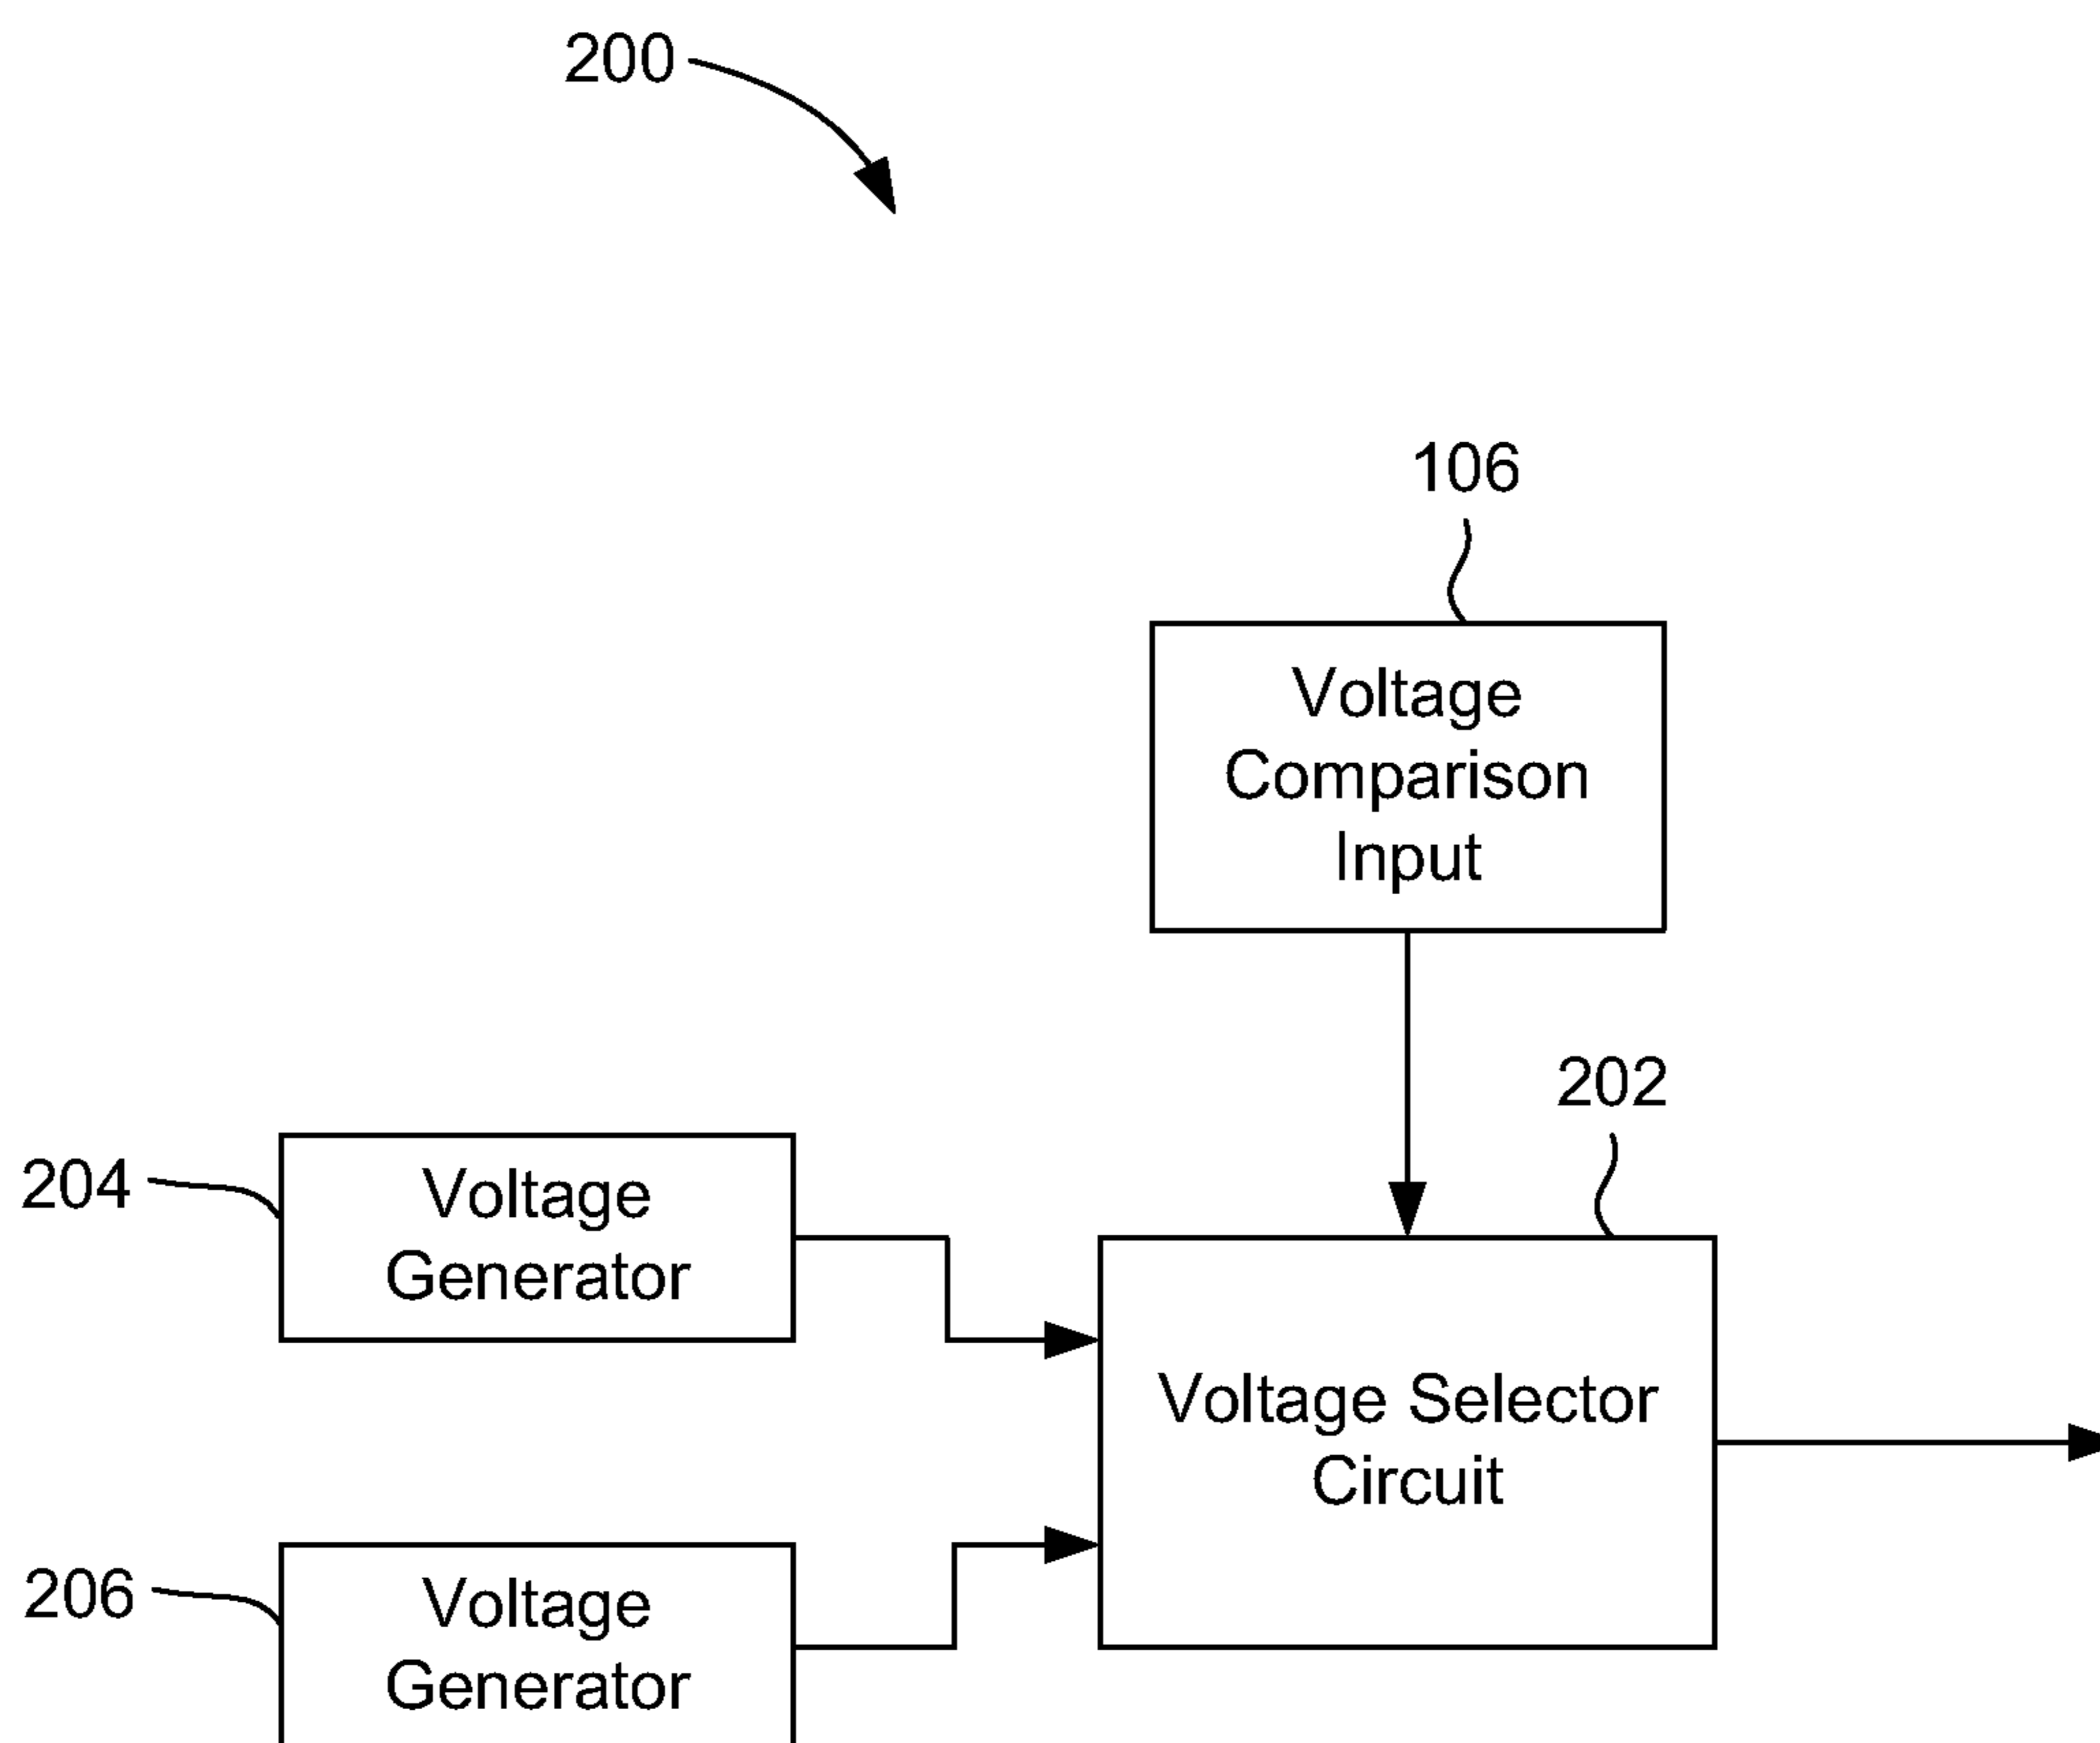 200
106
Voltage
Comparison
Input
202
204
Voltage
Generator
Voltage Selector
Circuit
206
Voltage
Generator